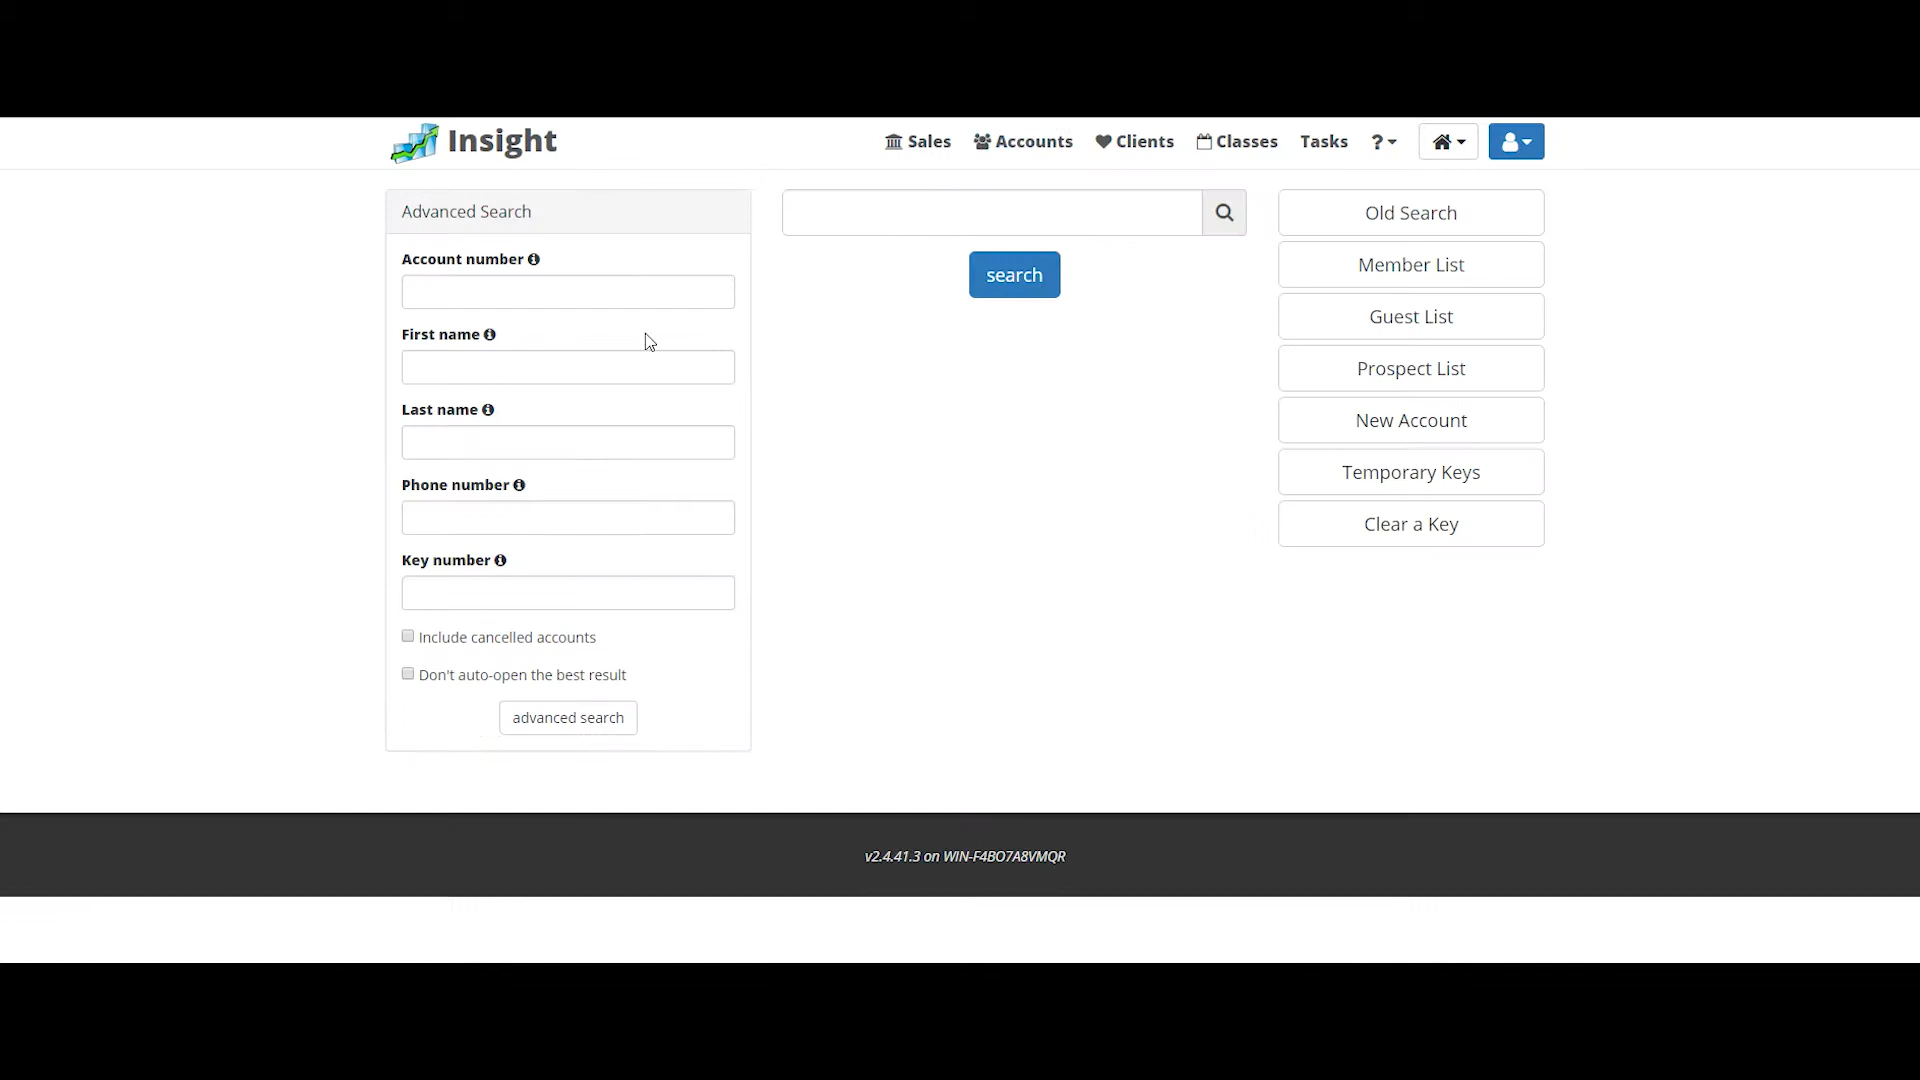 Insight
Sales Accounts Clients Classes Tasks ?
Advanced Search
Account number
First name
Last name
Phone number
Key number
Include cancelled accounts
Don't auto-open the best result
advanced search
search
Old Search
Member List
Guest List
Prospect List
New Account
Temporary Keys
Clear a Key
v2.4.41.3 on WIN-F4BO7A8VMQR